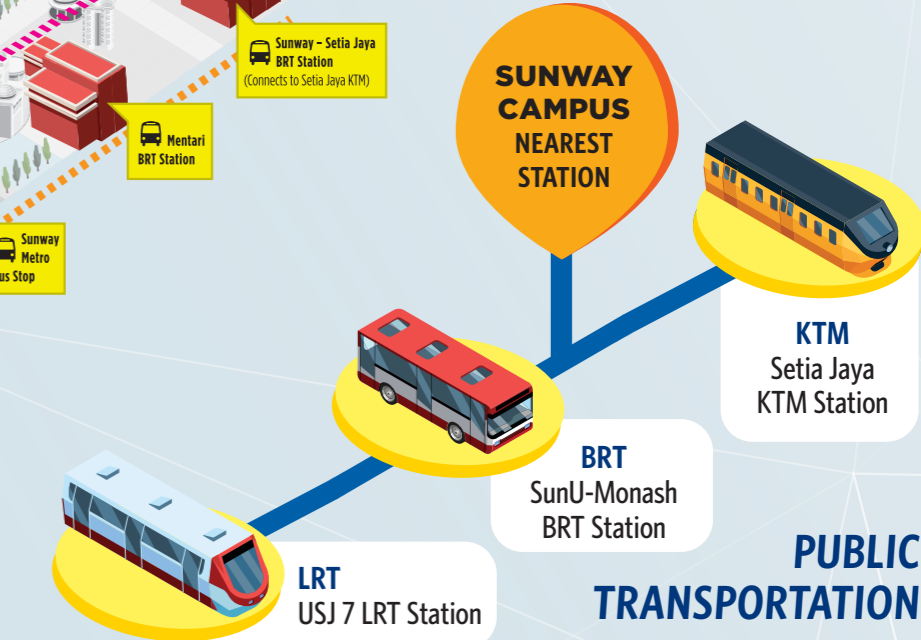 Sunway – Setia Jaya
BRT Station
(Connects to Setia Jaya KTM)
Mentari
BRT Station
Sunway
Metro
us Stop
SUNWAY
CAMPUS
NEAREST
STATION
KTM
Setia Jaya
KTM Station
BRT
SunU-Monash
BRT Station
LRT
USJ 7 LRT Station
PUBLIC
TRANSPORTATION